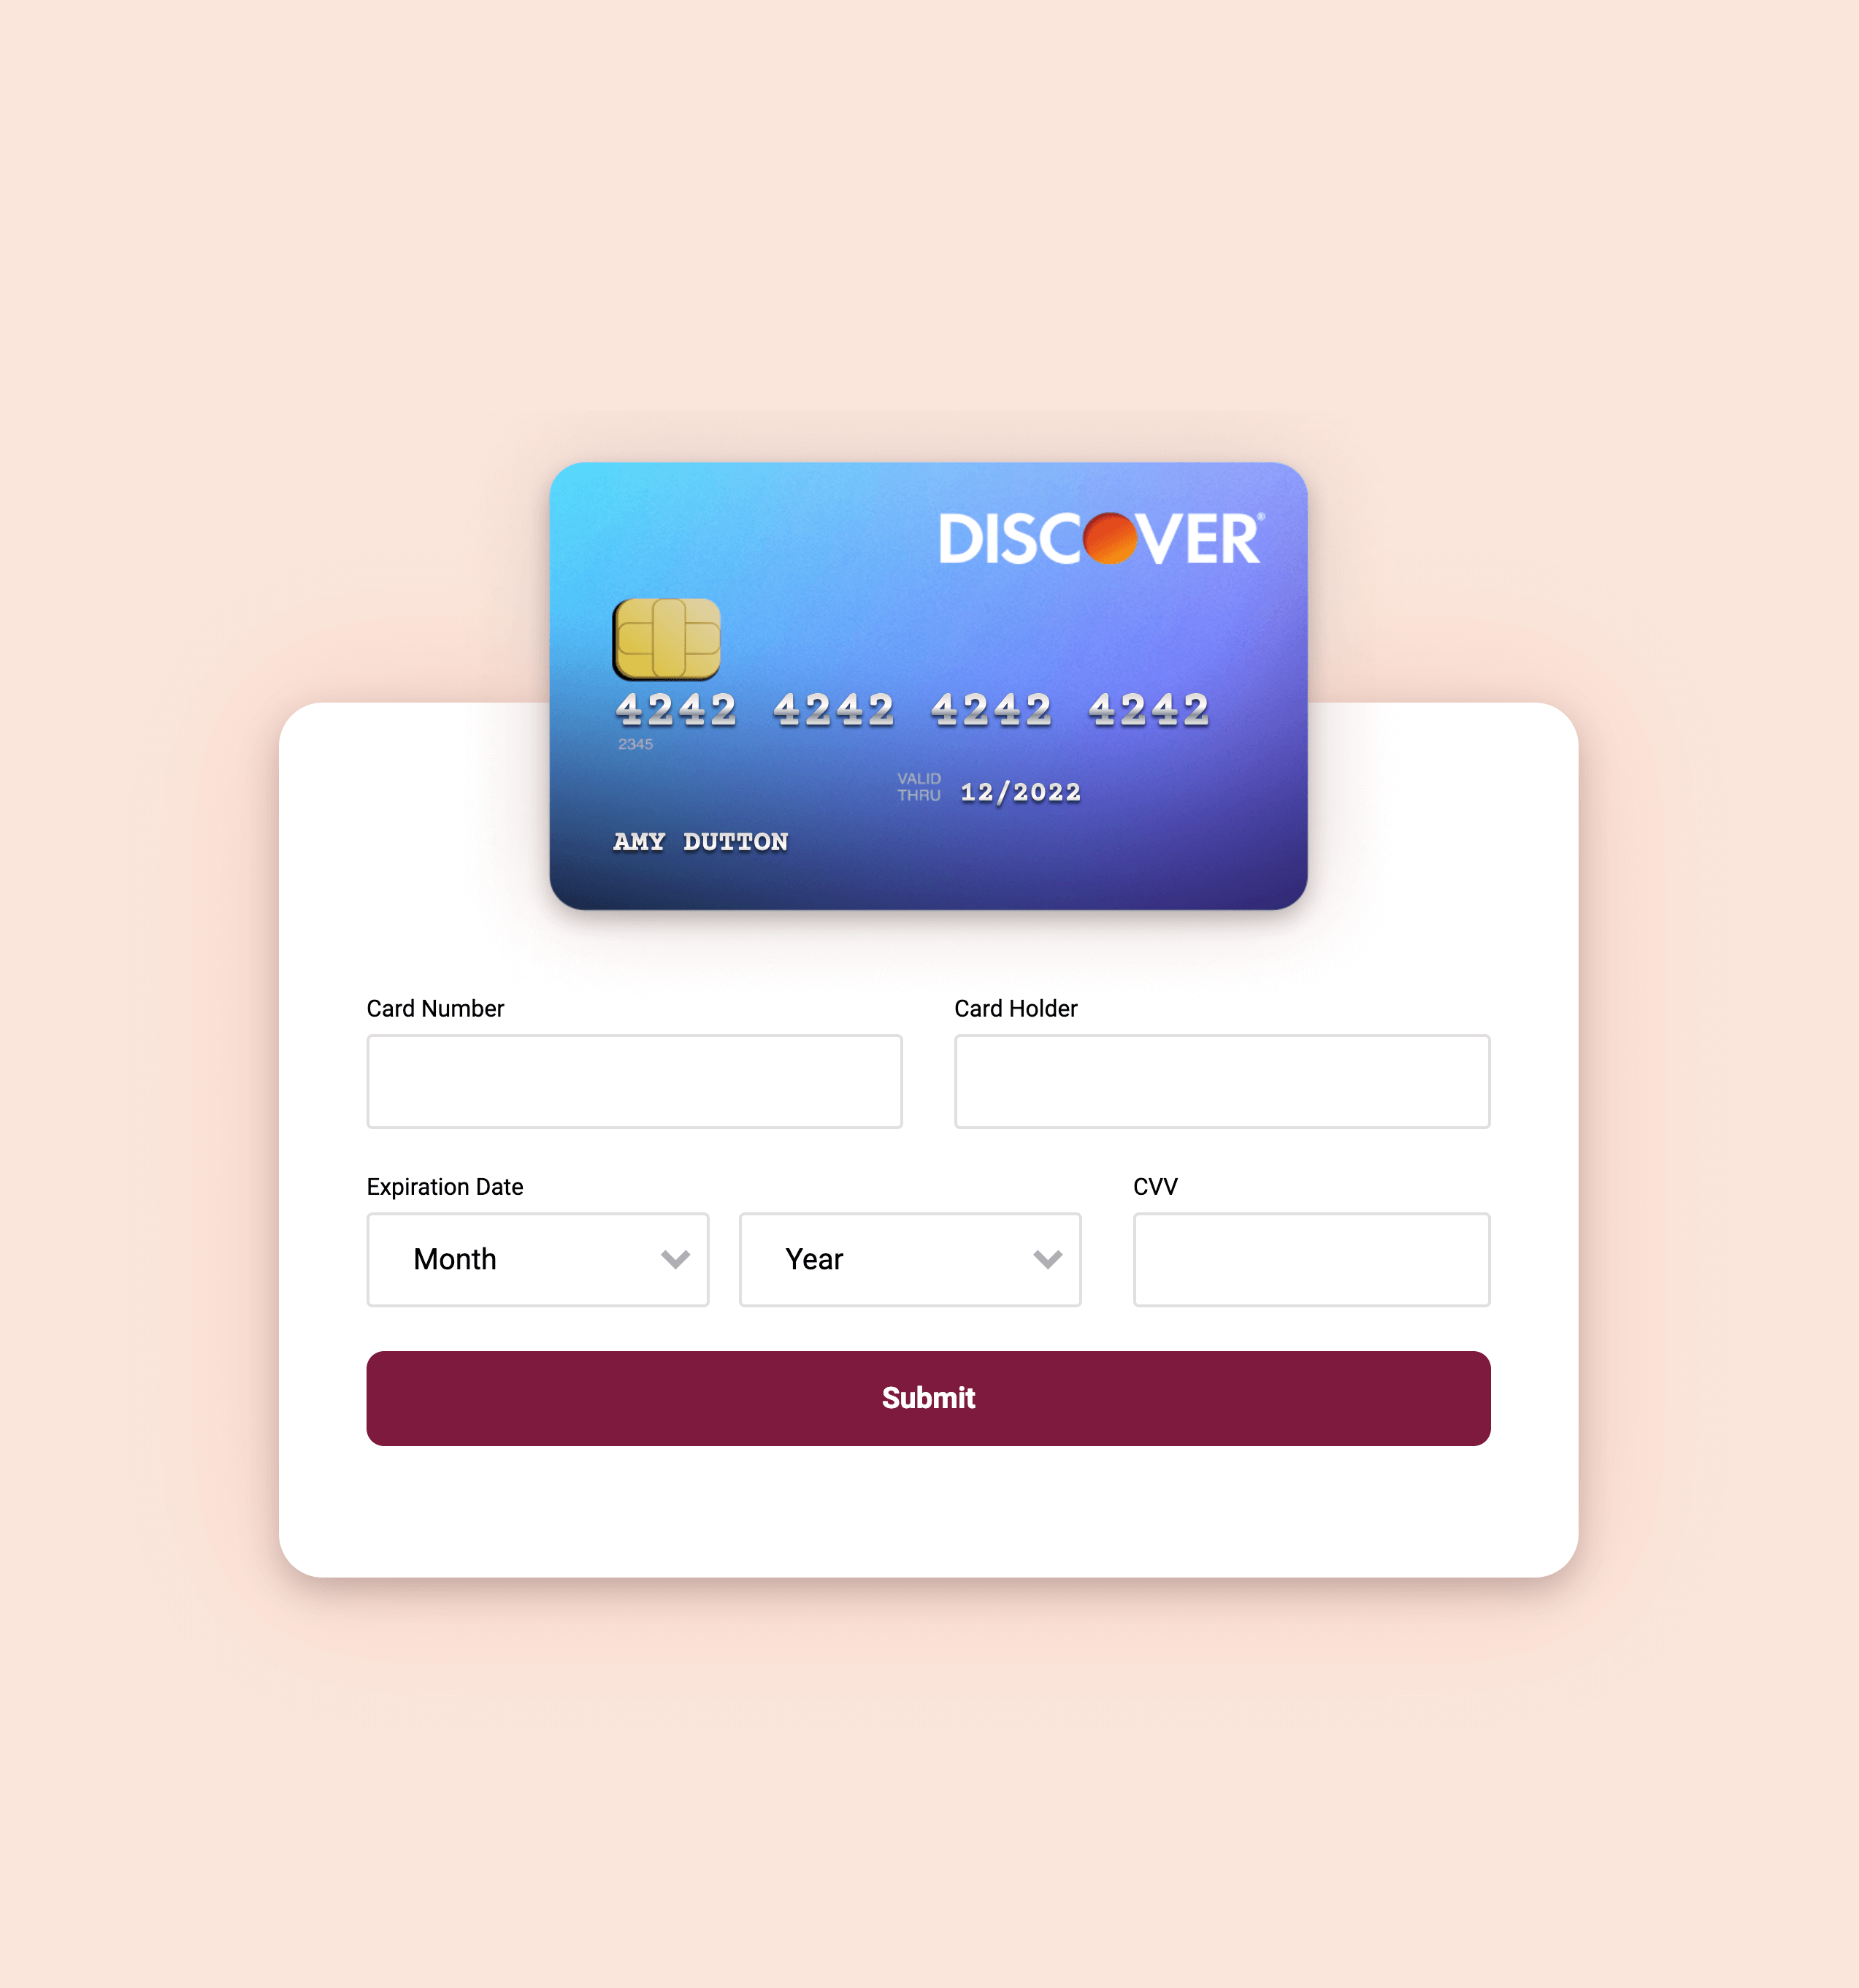 DISCOVER®
4242 4242 4242 4242
2345
VALID
THRU 12/2022
AMY DUTTON
Card Number
Card Holder
Expiration Date
CVV
Month
Year
Submit